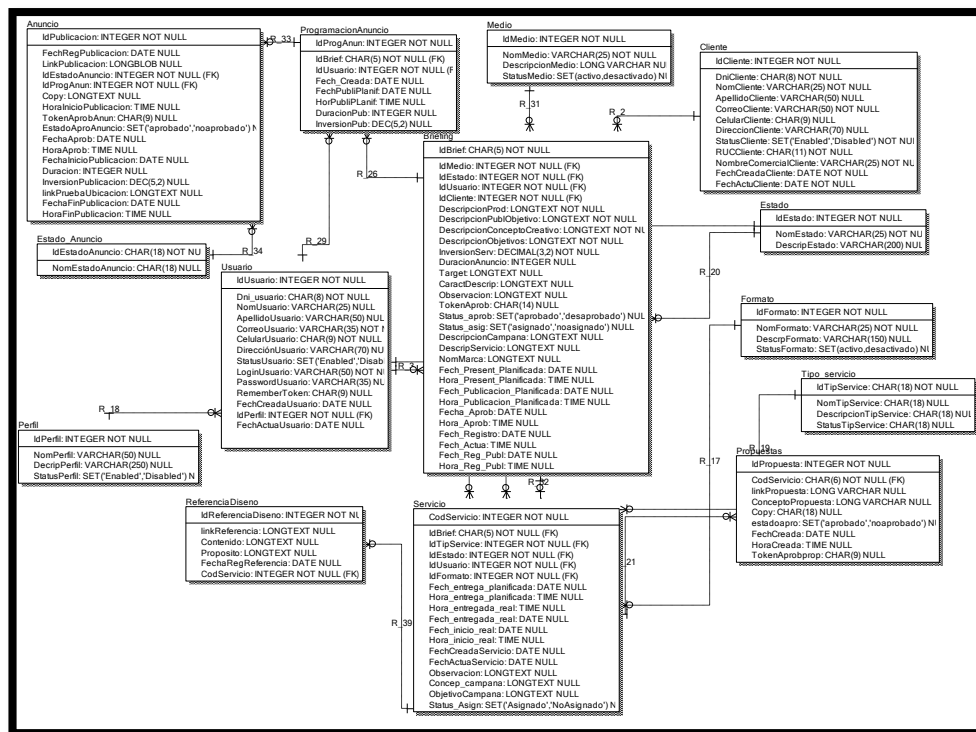 Anuncio
IdPublicacion: INTEGER NOT NULL
FechRegPublicacion: DATE NULL
LinkPublicacion: LONGBLOB NULL
IdEstadoAnuncio: INTEGER NOT NULL (FK)
IdProgAnun: INTEGER NOT NULL (FK)
Copy: LONGTEXT NULL
HoraInicioPublicacion: TIME NULL
TokenAprobAnun: CHAR(9) NULL
EstadoAproAnuncio: SET('aprobado','noaprobado') N
FechaAprob: DATE NULL
HoraAprob: TIME NULL
FechaInicioPublicacion: DATE NULL
Duracion: INTEGER NULL
InversionPublicacion: DEC(5,2) NULL
linkPruebaUbicacion: LONGTEXT NULL
FechaFinPublicacion: DATE NULL
HoraFinPublicacion: TIME NULL
R_33
ProgramacionAnuncio
IdProgAnun: INTEGER NOT NULL
IdBrief: CHAR(5) NOT NULL (FK)
IdUsuario: INTEGER NOT NULL (F
Fech_Creada: DATE NULL
FechPubliPlanif: DATE NULL
HorPubliPLanif: TIME NULL
DuracionPub: INTEGER NULL
InversionPub: DEC(5,2) NULL
Medio
IdMedio: INTEGER NOT NULL
NomMedio: VARCHAR(25) NOT NULL
DescripcionMedio: LONG VARCHAR NU
StatusMedio: SET(activo,desactivado) N
R_31
Cliente
IdCliente: INTEGER NOT NULL
DniCliente: CHAR(8) NOT NULL
NomCliente: VARCHAR(25) NOT NULL
ApellidoCliente: VARCHAR(50) NULL
CorreoCliente: VARCHAR(50) NOT NULL
CelularCliente: CHAR(9) NULL
DireccionCliente: VARCHAR(70) NULL
StatusCliente: SET('Enabled','Disabled') NOT NULL
RUCCliente: CHAR(11) NOT NULL
NombreComercialCliente: VARCHAR(25) NOT NULL
FechCreadaCliente: DATE NULL
FechActuCliente: DATE NULL
R_2
R_26
R_29
R_34
Estado_Anuncio
IdEstadoAnuncio: CHAR(18) NOT NULL
NomEstadoAnuncio: CHAR(18) NULL
Briefing
IdBrief: CHAR(5) NOT NULL
IdMedio: INTEGER NOT NULL (FK)
IdEstado: INTEGER NOT NULL (FK)
IdUsuario: INTEGER NOT NULL (FK)
IdCliente: INTEGER NOT NULL (FK)
DescripcionProd: LONGTEXT NOT NULL
DescripcionPublObjetivo: LONGTEXT NOT NULL
DescripcionConceptoCreativo: LONGTEXT NOT NUL
DescripcionObjetivos: LONGTEXT NOT NULL
InversionServ: DECIMAL(3,2) NOT NULL
DuracionAnuncio: INTEGER NULL
Target: LONGTEXT NULL
CaractDescrip: LONGTEXT NULL
Observacion: LONGTEXT NULL
TokenAprob: CHAR(14) NULL
Status_aprob: SET('aprobado','desaprobado') NULL
Status_asig: SET('asignado','noasignado') NULL
DescripcionCampana: LONGTEXT NULL
DescripServicio: LONGTEXT NULL
NomMarca: LONGTEXT NULL
Fech_Present_Planificada: DATE NULL
Hora_Present_Planificada: TIME NULL
Fech_Publicacion_Planificada: DATE NULL
Hora_Publicacion_Planificada: TIME NULL
Fecha_Aprob: DATE NULL
Hora_Aprob: TIME NULL
Fech_Registro: DATE NULL
Fech_Actua: TIME NULL
Fech_Reg_Publ: DATE NULL
Hora_Reg_Publ: TIME NULL
Estado
IdEstado: INTEGER NOT NULL
NomEstado: VARCHAR(25) NOT NULL
DescripEstado: VARCHAR(200) NULL
R_20
Usuario
IdUsuario: INTEGER NOT NULL
Dni_usuario: CHAR(8) NOT NULL
NomUsuario: VARCHAR(25) NULL
ApellidoUsuario: VARCHAR(50) NUL
CorreoUsuario: VARCHAR(35) NOT N
CelularUsuario: CHAR(9) NOT NULL
DirecciónUsuario: VARCHAR(70) NU
StatusUsuario: SET('Enabled','Disab
LoginUsuario: VARCHAR(50) NOT N
PasswordUsuario: VARCHAR(35) NU
RememberToken: CHAR(9) NULL
FechCreadaUsuario: DATE NULL
IdPerfil: INTEGER NOT NULL (FK)
FechActuaUsuario: DATE NULL
Formato
IdFormato: INTEGER NOT NULL
NomFormato: VARCHAR(25) NOT NULL
DescrpFormato: VARCHAR(150) NULL
StatusFormato: SET(activo,desactivado) N
Tipo_servicio
IdTipService: CHAR(18) NOT NULL
NomTipService: CHAR(18) NULL
DescripcionTipService: CHAR(18) NUL
StatusTipService: CHAR(18) NULL
R_18
Perfil
IdPerfil: INTEGER NOT NULL
NomPerfil: VARCHAR(50) NULL
DecripPerfil: VARCHAR(250) NULL
StatusPerfil: SET('Enabled','Disabled') N
R_19
R_17
Propuestas
IdPropuesta: INTEGER NOT NULL
CodServicio: CHAR(6) NOT NULL (FK)
linkPropuesta: LONG VARCHAR NULL
ConceptoPropuesta: LONG VARCHAR NULL
Copy: CHAR(18) NULL
estadoapro: SET('aprobado','noaprobado') N
FechCreada: DATE NULL
HoraCreada: TIME NULL
TokenAprobprop: CHAR(9) NULL
ReferenciaDiseno
IdReferenciaDiseno: INTEGER NOT NU
linkReferencia: LONGTEXT NULL
Contenido: LONGTEXT NULL
Proposito: LONGTEXT NULL
FechaRegReferencia: DATE NULL
CodServicio: INTEGER NOT NULL (FK)
R_39
Servicio
CodServicio: INTEGER NOT NULL
IdBrief: CHAR(5) NOT NULL (FK)
IdTipService: INTEGER NOT NULL (FK)
IdEstado: INTEGER NOT NULL (FK)
IdUsuario: INTEGER NOT NULL (FK)
IdFormato: INTEGER NOT NULL (FK)
Fech_entrega_planificada: DATE NULL
Hora_entrega_planificada: TIME NULL
Hora_entregada_real: TIME NULL
Fech_entregada_real: DATE NULL
Fech_inicio_real: DATE NULL
Hora_inicio_real: TIME NULL
FechCreadaServicio: DATE NULL
FechActuaServicio: DATE NULL
Observacion: LONGTEXT NULL
Concep_campana: LONGTEXT NULL
ObjetivoCampana: LONGTEXT NULL
Status_Asign: SET('Asignado','NoAsignado') N
21